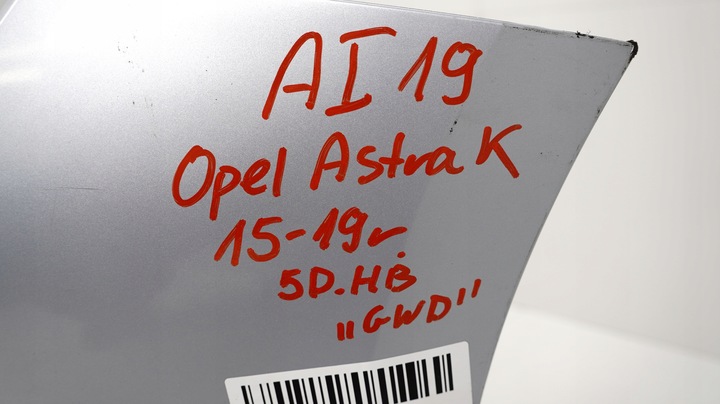 AI 19
Opel Astra K
15-19r.
5D.HB
„GWD"